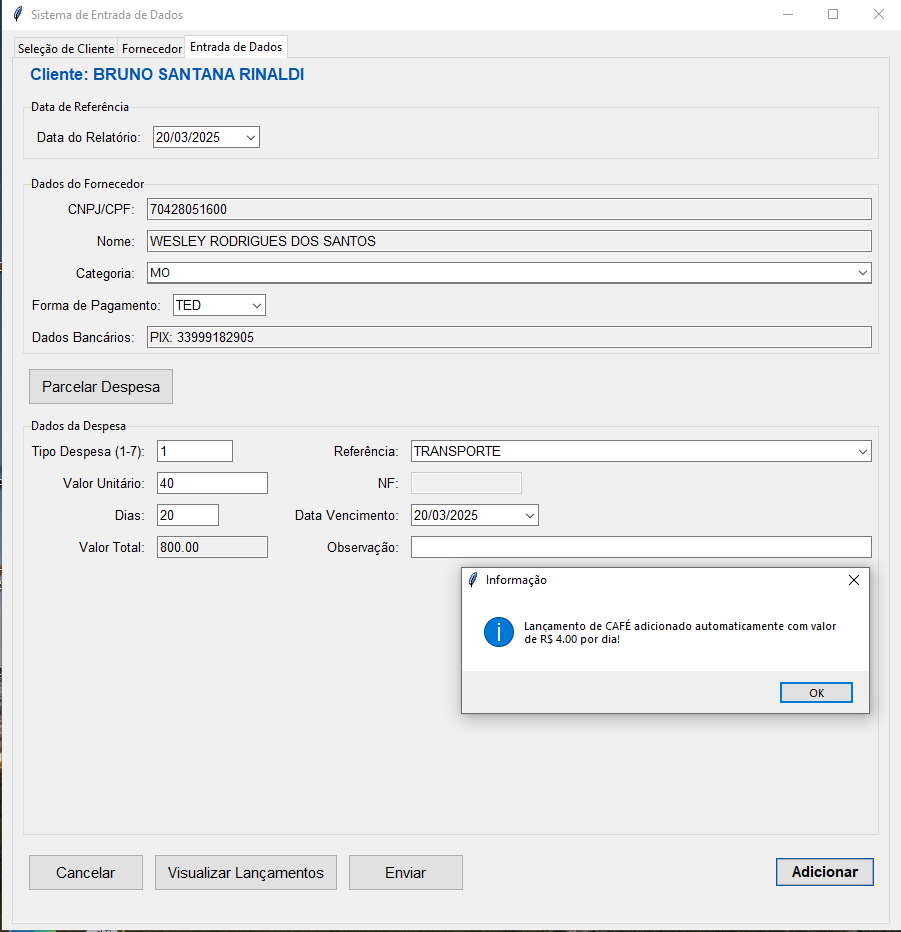 Sistema de Entrada de Dados
Seleção de Cliente Fornecedor Entrada de Dados
Cliente: BRUNO SANTANA RINALDI
Data de Referência
Data do Relatório: 20/03/2025
Dados do Fornecedor
CNPJ/CPF: 70428051600
Nome: WESLEY RODRIGUES DOS SANTOS
Categoria: MO
Forma de Pagamento: TED
Dados Bancários: PIX: 33999182905
Parcelar Despesa
Dados da Despesa
Tipo Despesa (1-7): 1 Referência: TRANSPORTE
Valor Unitário: 40 NF:
Dias: 20 Data Vencimento: 20/03/2025
Valor Total: 800.00 Observação:
Informação
Lançamento de CAFÉ adicionado automaticamente com valor
de R$ 4.00 por dia!
OK
Cancelar Visualizar Lançamentos Enviar Adicionar